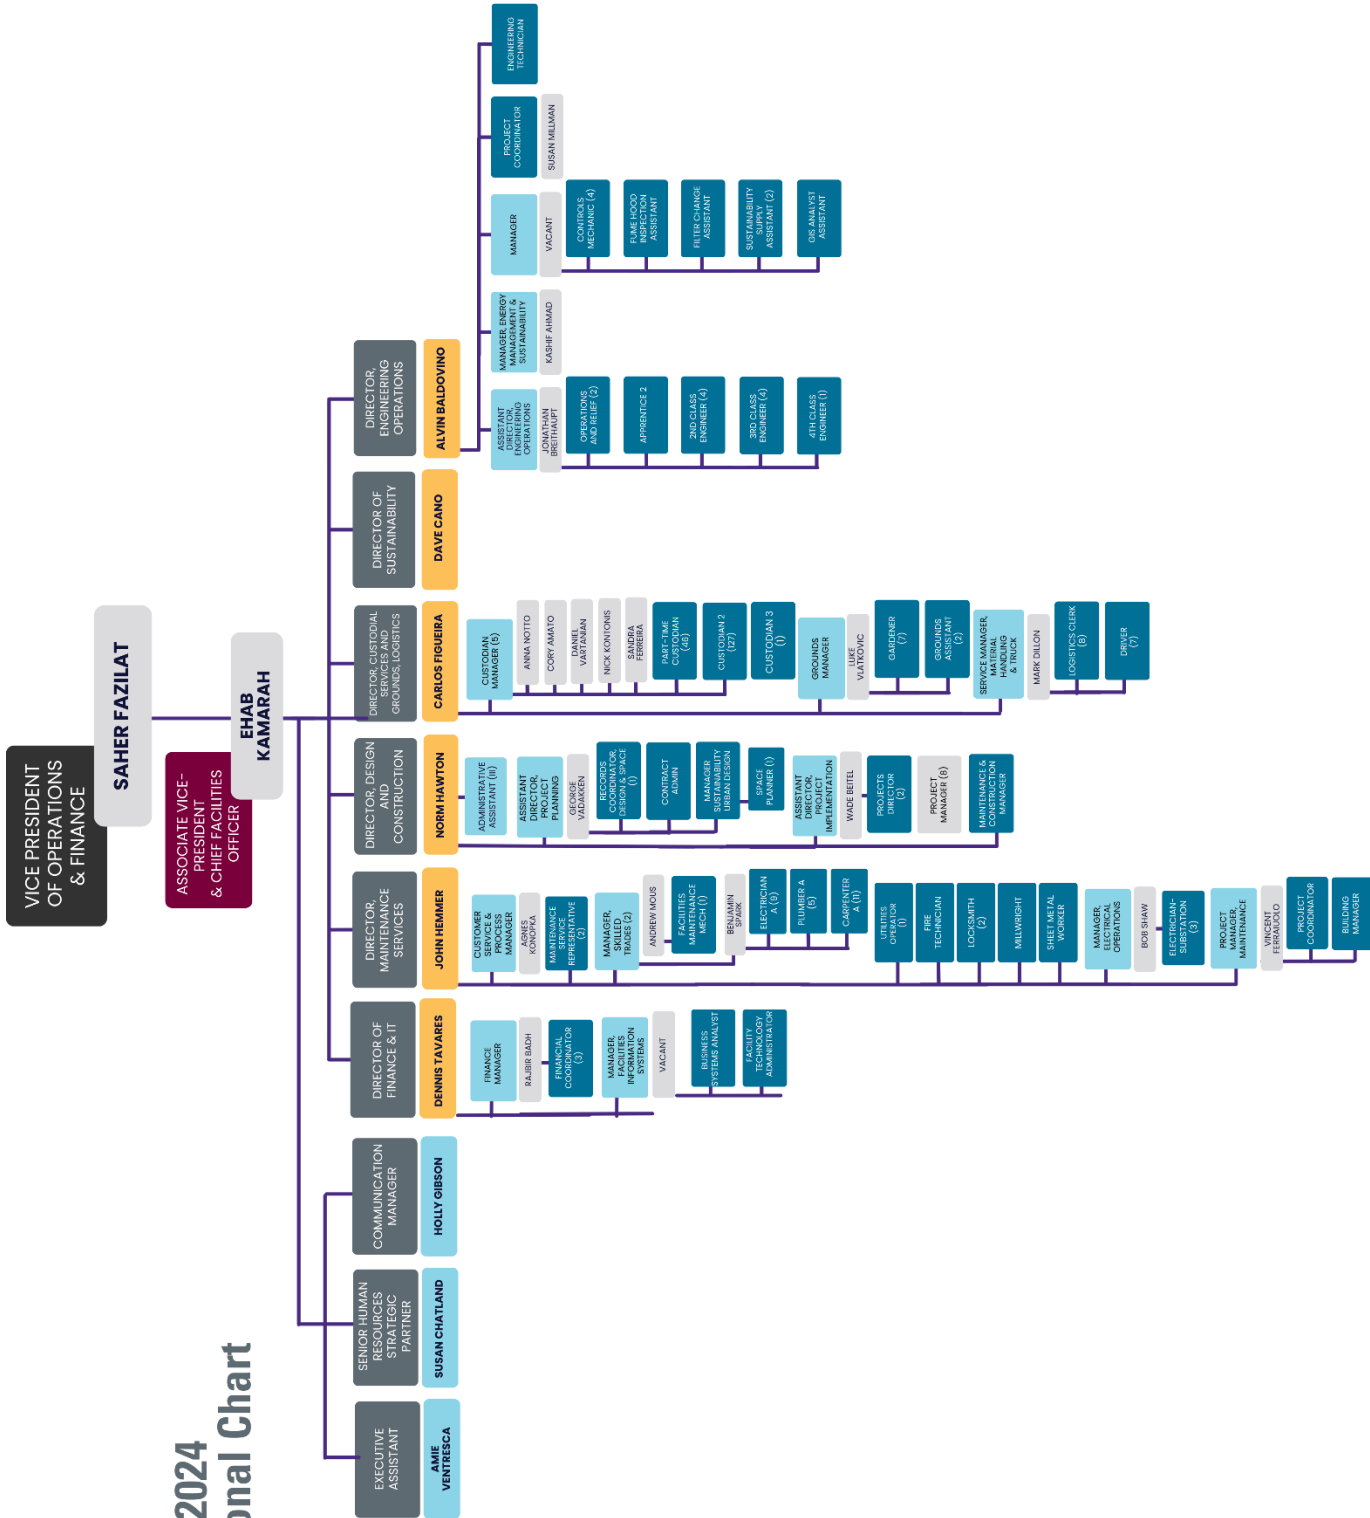 2024
onal Chart
VICE PRESIDENT
OF OPERATIONS
& FINANCE
SAHER FAZILAT
ASSOCIATE VICE-
PRESIDENT
& CHIEF FACILITIES
OFFICER
EHAB
KAMARAH
EXECUTIVE
ASSISTANT
AMIE
VENTRESCA
SENIOR HUMAN
RESOURCES
STRATEGIC
PARTNER
SUSAN CHATLAND
COMMUNICATION
MANAGER
HOLLY GIBSON
DIRECTOR OF
FINANCE & IT
DENNIS TAVARES
FINANCE
MANAGER
RAJBIR BADH
FINANCIAL
COORDINATOR
(3)
MANAGER,
FACILITIES
INFORMATION
SYSTEMS
VACANT
BUSINESS
SYSTEMS ANALYST
FACILITY
TECHNOLOGY
ADMINISTRATOR
DIRECTOR,
MAINTENANCE
SERVICES
JOHN HEMMER
CUSTOMER
SERVICE &
PROCESS
MANAGER
AGNES
KONOPKA
MAINTENANCE
SERVICE
REPRESENTATIVE
(2)
MANAGER,
SKILLED
TRADES (2)
ANDREW MOUS
FACILITIES
MAINTENANCE
MECH (1)
BENJAMIN
SPARK
ELECTRICIAN
A (9)
PLUMBER A
(5)
CARPENTER
A (11)
UTILITIES
OPERATOR
(1)
FIRE
TECHNICIAN
LOCKSMITH
(2)
MILLWRIGHT
SHEET METAL
WORKER
MANAGER,
ELECTRICAL
OPERATIONS
BOB SHAW
ELECTRICIAN-
SUBSTATION
(3)
PROJECT
MANAGER,
MAINTENANCE
VINCENT
FERRAIUOLO
PROJECT
COORDINATOR
BUILDING
MANAGER
DIRECTOR, DESIGN
AND
CONSTRUCTION
NORM HAWTON
ADMINISTRATIVE
ASSISTANT (III)
ASSISTANT
DIRECTOR,
PROJECT
PLANNING
GEORGE
VADAKKEN
RECORDS
COORDINATOR,
DESIGN & SPACE
(1)
CONTRACT
ADMIN
MANAGER
SUSTAINABILITY
URBAN DESIGN
SPACE
PLANNER (1)
ASSISTANT
DIRECTOR,
PROJECT
IMPLEMENTATION
WADE BEITEL
PROJECTS
DIRECTOR
(2)
PROJECT
MANAGER (8)
MAINTENANCE &
CONSTRUCTION
MANAGER
DIRECTOR, CUSTODIAL
SERVICES AND
GROUNDS, LOGISTICS
CARLOS FIGUEIRA
CUSTODIAN
MANAGER (5)
ANNA NOTTO
CORY AMATO
DANIEL
VARTANIAN
NICK KONTONIS
SANDRA
FERREIRA
PART-TIME
CUSTODIAN
(46)
CUSTODIAN 2
(127)
CUSTODIAN 3
(1)
GROUNDS
MANAGER
LUKE
VLATKOVIC
GARDENER
(7)
GROUNDS
ASSISTANT
(2)
SERVICE MANAGER,
MATERIAL
HANDLING
& TRUCK
MARK DILLON
LOGISTICS CLERK
(8)
DRIVER
(7)
DIRECTOR OF
SUSTAINABILITY
DAVE CANO
DIRECTOR,
ENGINEERING
OPERATIONS
ALVIN BALDOVINO
ASSISTANT
DIRECTOR,
ENGINEERING
OPERATIONS
JONATHAN
BREITHAUPT
OPERATIONS
AND RELIEF (2)
APPRENTICE 2
2ND CLASS
ENGINEER (4)
3RD CLASS
ENGINEER (4)
4TH CLASS
ENGINEER (1)
MANAGER, ENERGY
MANAGEMENT &
SUSTAINABILITY
KASHIF AHMAD
MANAGER
VACANT
CONTROLS
MECHANIC (4)
FUME HOOD
INSPECTION
ASSISTANT
FILTER CHANGE
ASSISTANT
SUSTAINABILITY
SUPPLY
ASSISTANT (2)
GIS ANALYST
ASSISTANT
PROJECT
COORDINATOR
SUSAN MILLMAN
ENGINEERING
TECHNICIAN